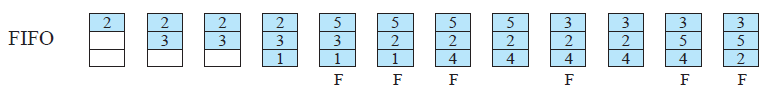 2 2 2 2 5 5 5 5 3 3 3 3
FIFO 3 3 3 3 2 2 2 2 2 5 5
1 1 1 4 4 4 4 4 2
F F F F F F